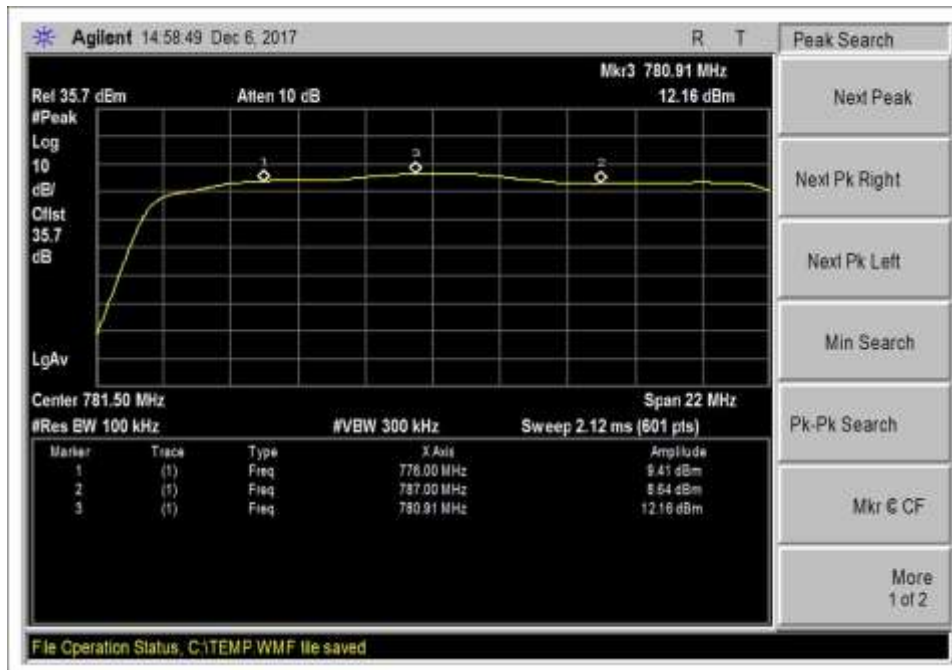 Agilent 14:58:49 Dec 6, 2017 R T
Peak Search
Mkr3 780.91 MHz
Ref 35.7 dBm Atten 10 dB 12.16 dBm
#Peak
Log
10
dB/
Offst
35.7
dB
1
3
2
LgAv
Center 781.50 MHz Span 22 MHz
#Res BW 100 kHz #VBW 300 kHz Sweep 2.12 ms (601 pts)
Marker Trace Type X Axis Amplitude
1 (1) Freq 776.00 MHz 9.41 dBm
2 (1) Freq 787.00 MHz 8.64 dBm
3 (1) Freq 780.91 MHz 12.16 dBm
File Operation Status, C:\TEMP.WMF file saved
Next Peak
Next Pk Right
Next Pk Left
Min Search
Pk-Pk Search
Mkr © CF
More
1 of 2